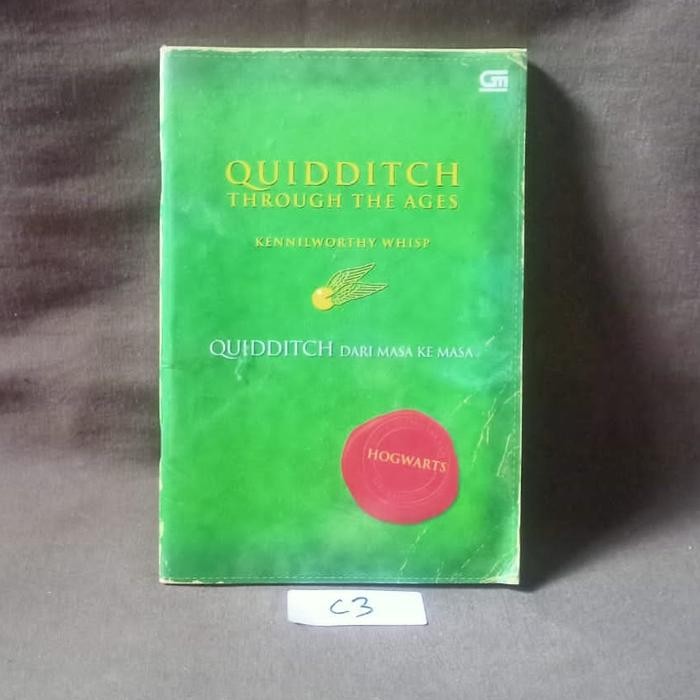 GM
QUIDDITCH
THROUGH THE AGES
KENNILWORTHY WHISP
QUIDDITCH DARI MASA KE MASA
HOGWARTS
C3